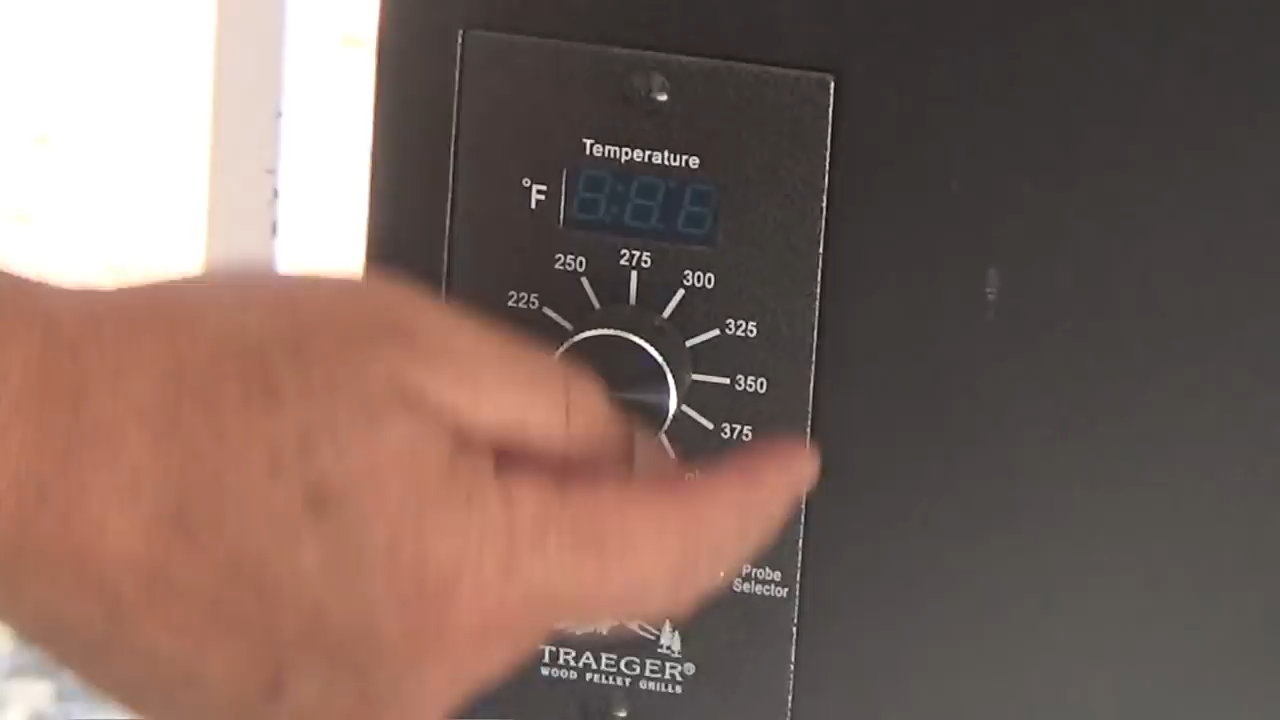 Temperature
°F
275
250
300
225
325
350
375
Probe
Selector
TRAEGER®
WOOD PELLET GRILLS